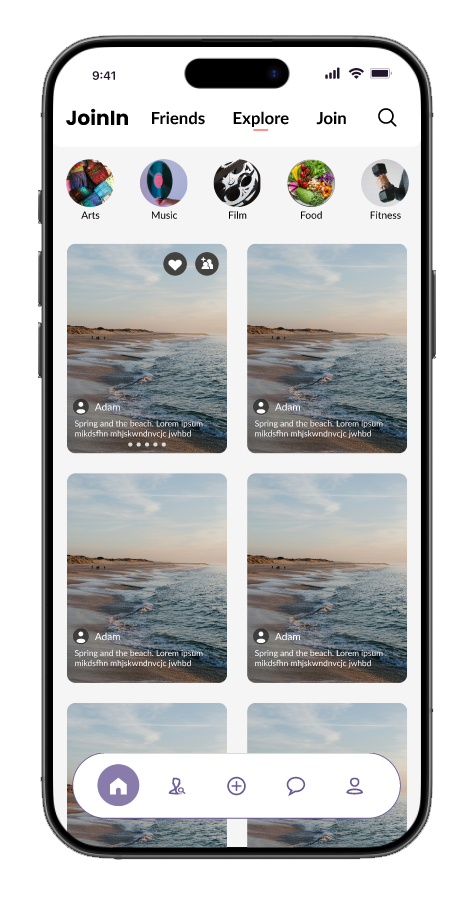 9:41
JoinIn Friends Explore Join
Arts Music Film Food Fitness
Adam
Spring and the beach. Lorem ipsum
mikdsfhn mhjskwndnvcjc jwhbd
Adam
Spring and the beach. Lorem ipsum
mikdsfhn mhjskwndnvcjc jwhbd
Adam
Spring and the beach. Lorem ipsum
mikdsfhn mhjskwndnvcjc jwhbd
Adam
Spring and the beach. Lorem ipsum
mikdsfhn mhjskwndnvcjc jwhbd